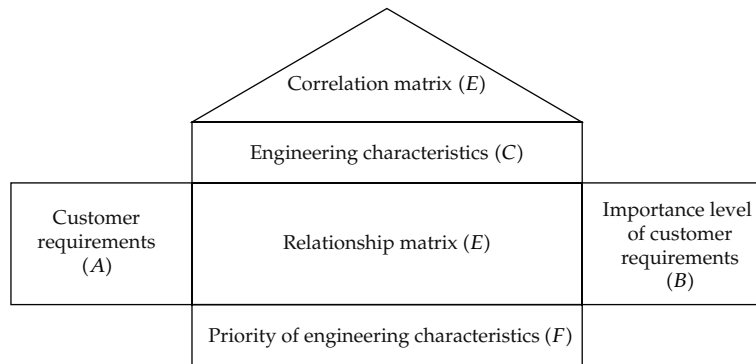 Correlation matrix (E)
Engineering characteristics (C)
Customer
requirements
(A)
Relationship matrix (E)
Importance level
of customer
requirements
(B)
Priority of engineering characteristics (F)